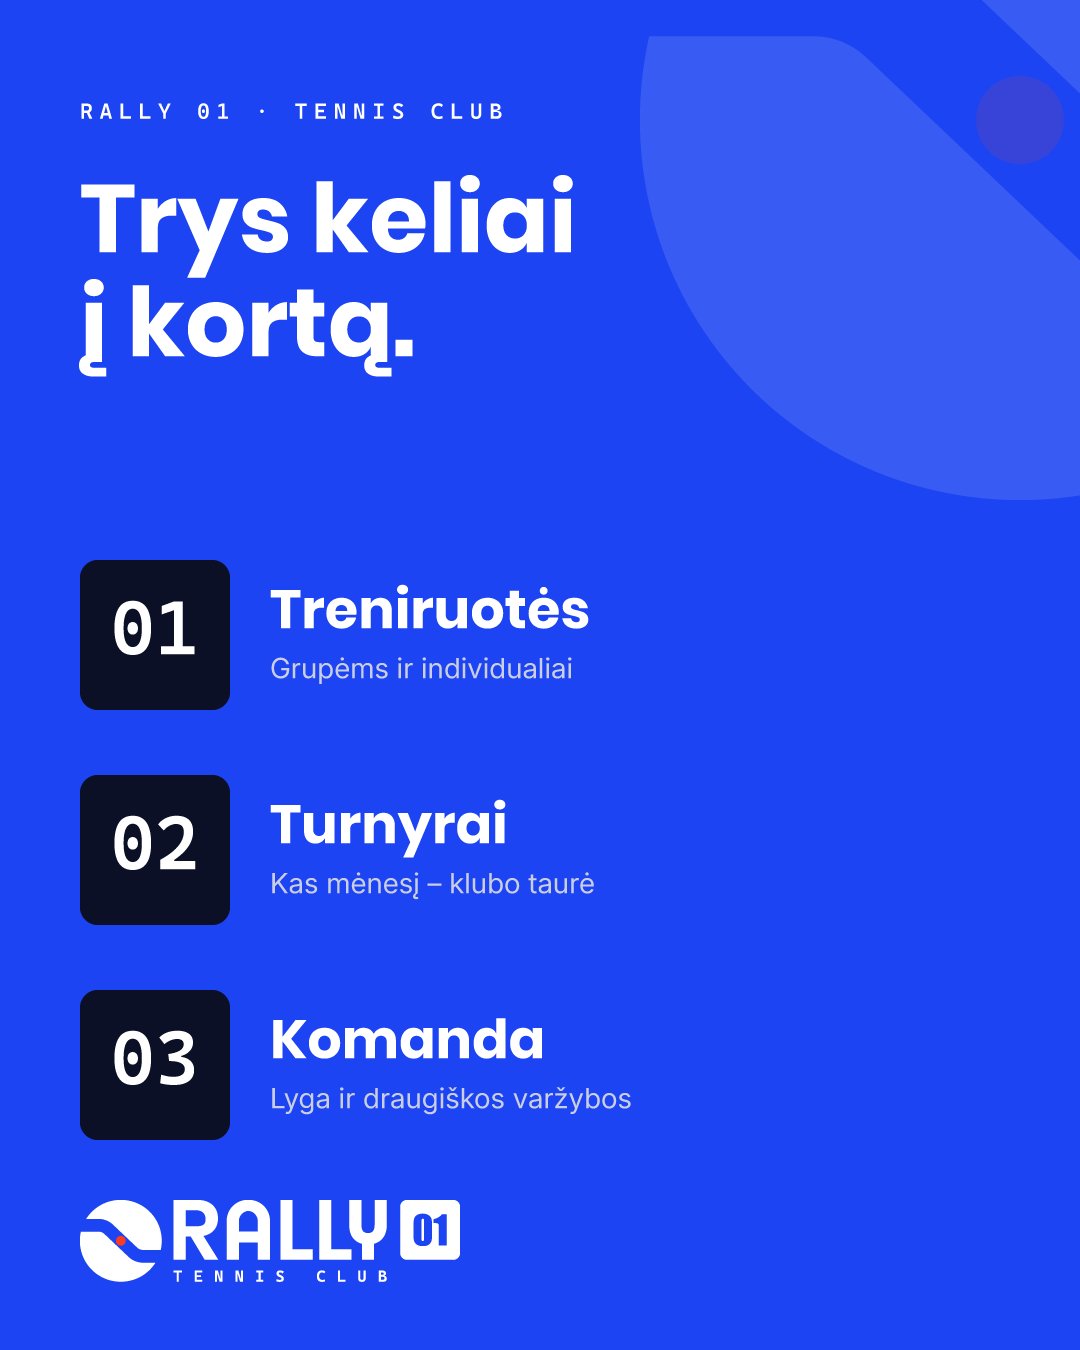 RALLY 01 · TENNIS CLUB
Trys keliai
į kortą.
01
Treniruotės
Grupėms ir individualiai
02
Turnyrai
Kas mėnesį – klubo taurė
03
Komanda
Lyga ir draugiškos varžybos
RALLY 01
TENNIS CLUB